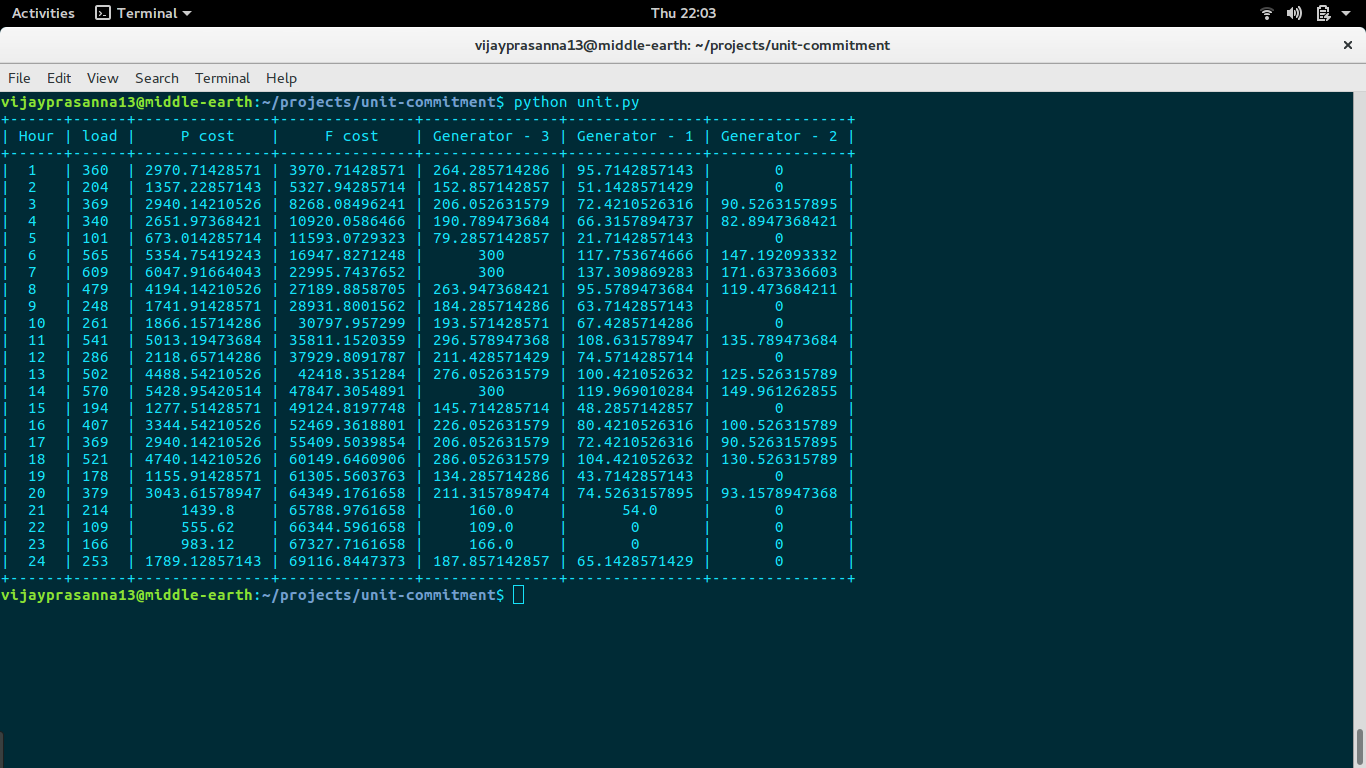 Activities Terminal Thu 22:03
vijayprasanna13@middle-earth: ~/projects/unit-commitment ×
File Edit View Search Terminal Help
vijayprasanna13@middle-earth:~/projects/unit-commitment$ python unit.py
+------+------+---------------+---------------+---------------+---------------+---------------+
| Hour | load |     P cost    |     F cost    | Generator - 3 | Generator - 1 | Generator - 2 |
+------+------+---------------+---------------+---------------+---------------+---------------+
|  1   | 360  | 2970.71428571 | 3970.71428571 | 264.285714286 | 95.7142857143 |       0       |
|  2   | 204  | 1357.22857143 | 5327.94285714 | 152.857142857 | 51.1428571429 |       0       |
|  3   | 369  | 2940.14210526 | 8268.08496241 | 206.052631579 | 72.4210526316 | 90.5263157895 |
|  4   | 340  | 2651.97368421 | 10920.0586466 | 190.789473684 | 66.3157894737 | 82.8947368421 |
|  5   | 101  | 673.014285714 | 11593.0729323 | 79.2857142857 | 21.7142857143 |       0       |
|  6   | 565  | 5354.75419243 | 16947.8271248 |      300      | 117.753674666 | 147.192093332 |
|  7   | 609  | 6047.91664043 | 22995.7437652 |      300      | 137.309869283 | 171.637336603 |
|  8   | 479  | 4194.14210526 | 27189.8858705 | 263.947368421 | 95.5789473684 | 119.473684211 |
|  9   | 248  | 1741.91428571 | 28931.8001562 | 184.285714286 | 63.7142857143 |       0       |
|  10  | 261  | 1866.15714286 |  30797.957299 | 193.571428571 | 67.4285714286 |       0       |
|  11  | 541  | 5013.19473684 | 35811.1520359 | 296.578947368 | 108.631578947 | 135.789473684 |
|  12  | 286  | 2118.65714286 | 37929.8091787 | 211.428571429 | 74.5714285714 |       0       |
|  13  | 502  | 4488.54210526 |  42418.351284 | 276.052631579 | 100.421052632 | 125.526315789 |
|  14  | 570  | 5428.95420514 | 47847.3054891 |      300      | 119.969010284 | 149.961262855 |
|  15  | 194  | 1277.51428571 | 49124.8197748 | 145.714285714 | 48.2857142857 |       0       |
|  16  | 407  | 3344.54210526 | 52469.3618801 | 226.052631579 | 80.4210526316 | 100.526315789 |
|  17  | 369  | 2940.14210526 | 55409.5039854 | 206.052631579 | 72.4210526316 | 90.5263157895 |
|  18  | 521  | 4740.14210526 | 60149.6460906 | 286.052631579 | 104.421052632 | 130.526315789 |
|  19  | 178  | 1155.91428571 | 61305.5603763 | 134.285714286 | 43.7142857143 |       0       |
|  20  | 379  | 3043.61578947 | 64349.1761658 | 211.315789474 | 74.5263157895 | 93.1578947368 |
|  21  | 214  |     1439.8    | 65788.9761658 |     160.0     |      54.0     |       0       |
|  22  | 109  |     555.62    | 66344.5961658 |     109.0     |       0       |       0       |
|  23  | 166  |     983.12    | 67327.7161658 |     166.0     |       0       |       0       |
|  24  | 253  | 1789.12857143 | 69116.8447373 | 187.857142857 | 65.1428571429 |       0       |
+------+------+---------------+---------------+---------------+---------------+---------------+
vijayprasanna13@middle-earth:~/projects/unit-commitment$